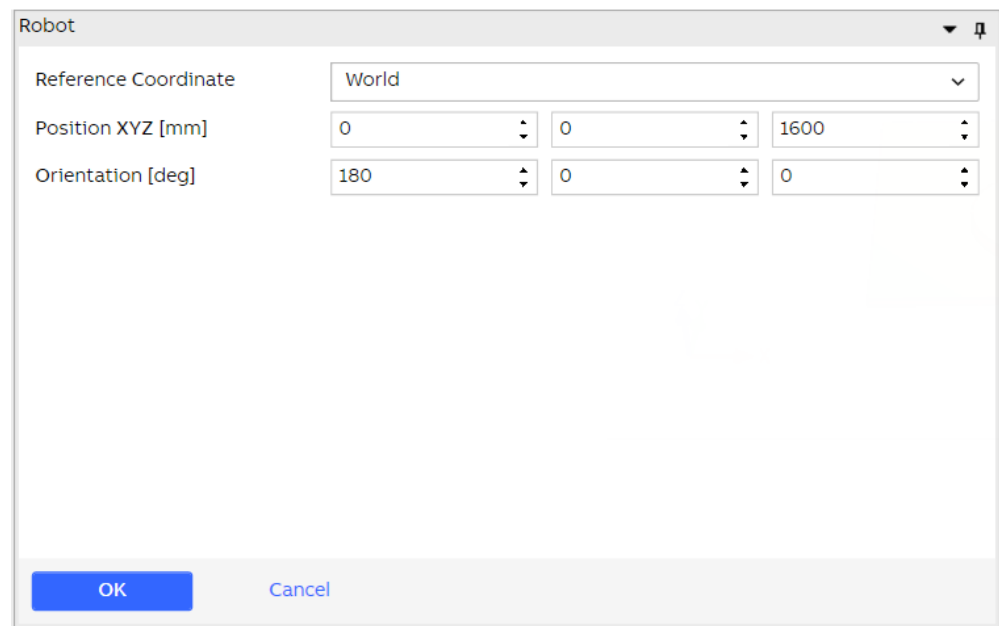 Robot
Reference Coordinate World
Position XYZ [mm] 0 0 1600
Orientation [deg] 180 0 0
OK Cancel